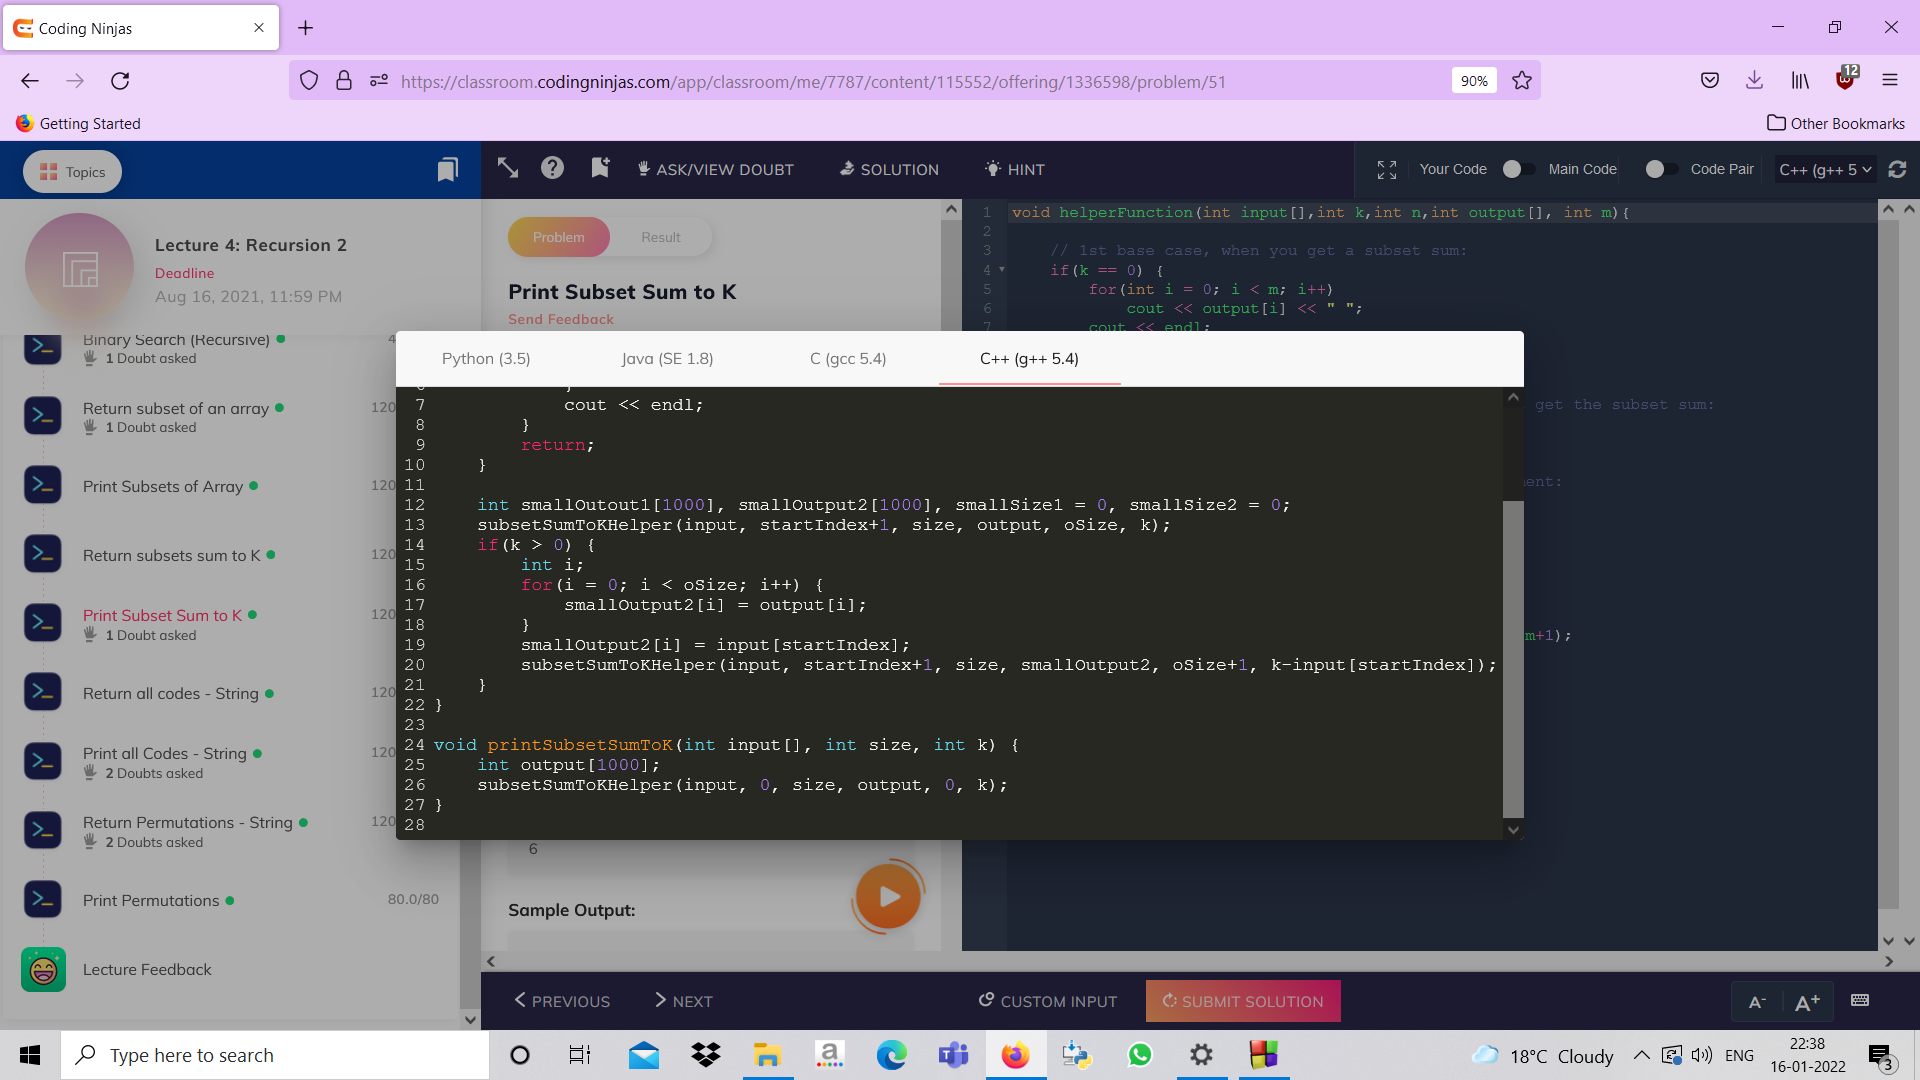 Coding Ninjas
https://classroom.codingninjas.com/app/classroom/me/7787/content/115552/offering/1336598/problem/51
90%
12
Getting Started
Other Bookmarks
Topics
ASK/VIEW DOUBT
SOLUTION
HINT
Your Code
Main Code
Code Pair
C++ (g++ 5
Lecture 4: Recursion 2
Deadline
Aug 16, 2021, 11:59 PM
Binary Search (Recursive)
1 Doubt asked
Return subset of an array
120
1 Doubt asked
Print Subsets of Array
120
Return subsets sum to K
120
Print Subset Sum to K
120
1 Doubt asked
Return all codes - String
120
Print all Codes - String
120
2 Doubts asked
Return Permutations - String
120
2 Doubts asked
Print Permutations
80.0/80
Lecture Feedback
Problem
Result
Print Subset Sum to K
Send Feedback
1 void helperFunction(int input[],int k,int n,int output[], int m){
2
3 // 1st base case, when you get a subset sum:
4 if(k == 0) {
5 for(int i = 0; i < m; i++)
6 cout << output[i] << " ";
7 cout << endl;
get the subset sum:
ent:
m+1);
Python (3.5)
Java (SE 1.8)
C (gcc 5.4)
C++ (g++ 5.4)
6 }
7 cout << endl;
8 }
9 return;
10 }
11
12 int smallOutout1[1000], smallOutput2[1000], smallSize1 = 0, smallSize2 = 0;
13 subsetSumToKHelper(input, startIndex+1, size, output, oSize, k);
14 if(k > 0) {
15 int i;
16 for(i = 0; i < oSize; i++) {
17 smallOutput2[i] = output[i];
18 }
19 smallOutput2[i] = input[startIndex];
20 subsetSumToKHelper(input, startIndex+1, size, smallOutput2, oSize+1, k-input[startIndex]);
21 }
22 }
23
24 void printSubsetSumToK(int input[], int size, int k) {
25 int output[1000];
26 subsetSumToKHelper(input, 0, size, output, 0, k);
27 }
28
6
Sample Output:
PREVIOUS
NEXT
CUSTOM INPUT
SUBMIT SOLUTION
A-
A+
Type here to search
18°C Cloudy
ENG
22:38
16-01-2022
3